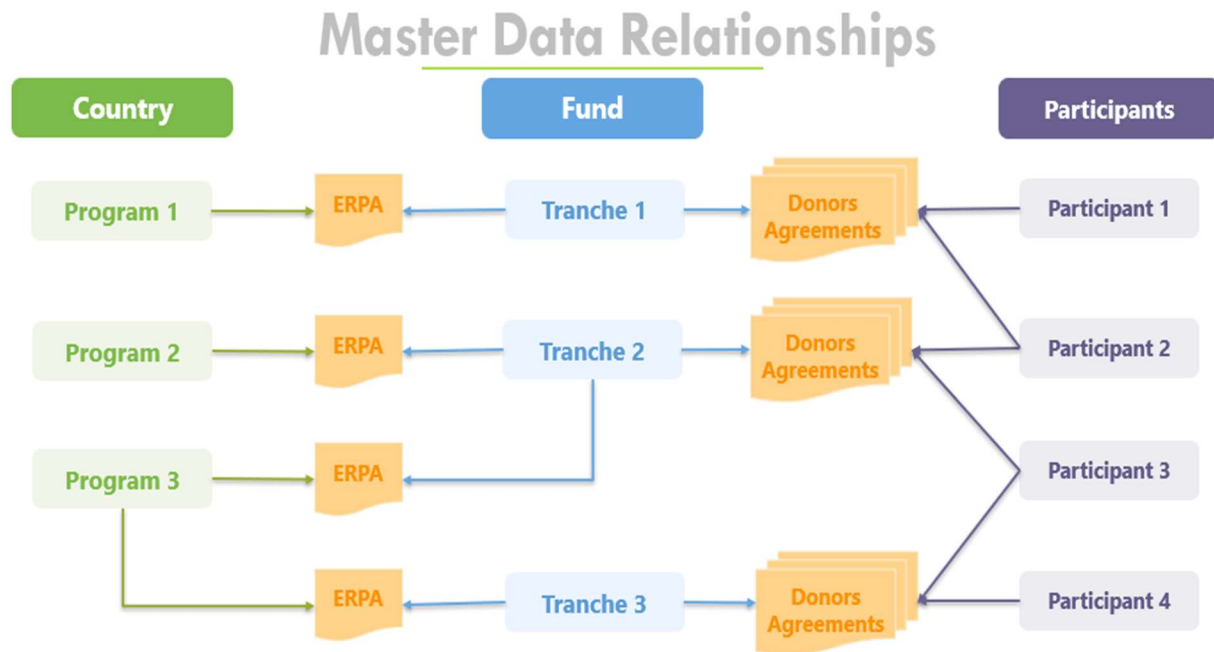 Master Data Relationships
Country
Fund
Participants
Program 1
ERPA
Tranche 1
Donors
Agreements
Participant 1
Program 2
ERPA
Tranche 2
Donors
Agreements
Participant 2
Program 3
ERPA
Participant 3
ERPA
Tranche 3
Donors
Agreements
Participant 4